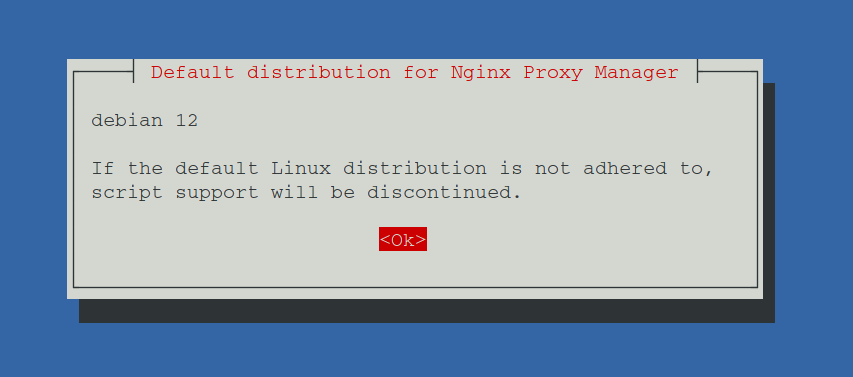 Default distribution for Nginx Proxy Manager
debian 12
If the default Linux distribution is not adhered to,
script support will be discontinued.
<Ok>